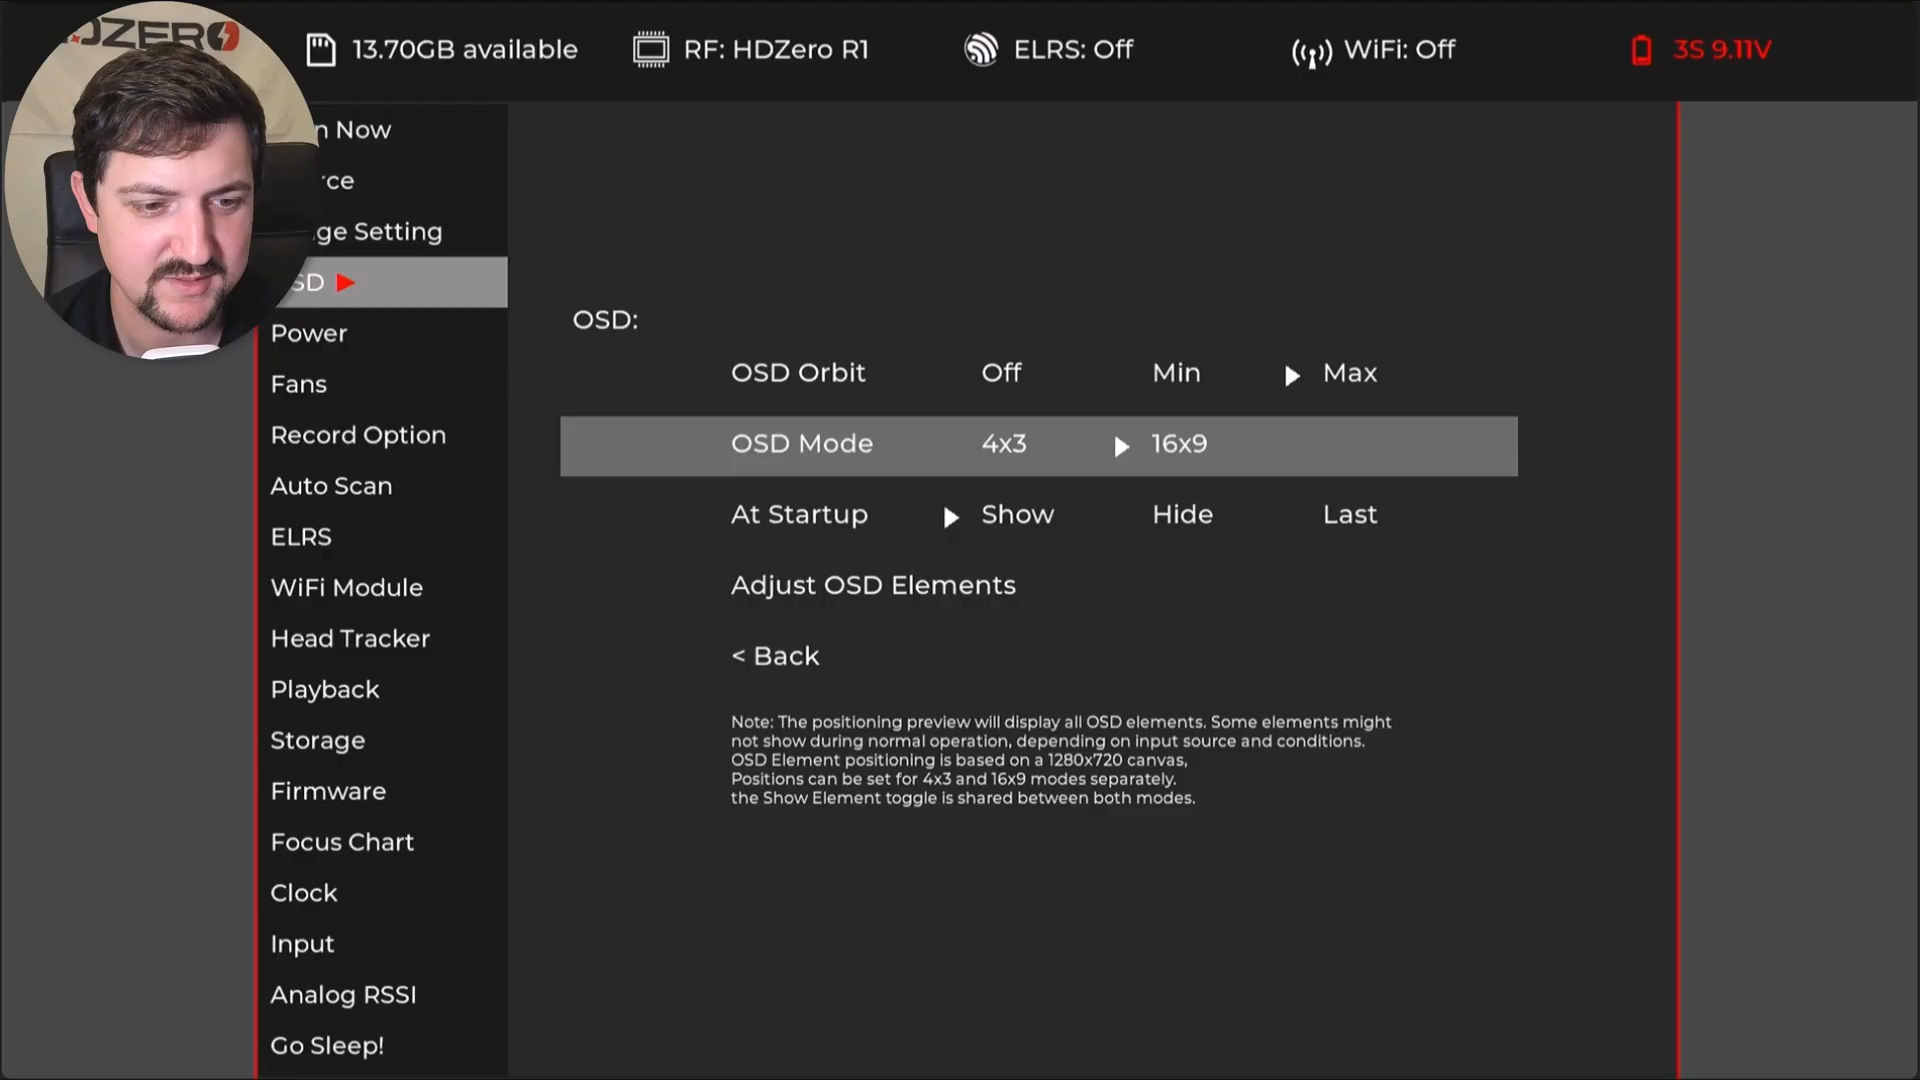 DZERO
13.70GB available
RF: HDZero R1
ELRS: Off
WiFi: Off
3S 9.11V
n Now
rce
ge Setting
SD
Power
Fans
Record Option
Auto Scan
ELRS
WiFi Module
Head Tracker
Playback
Storage
Firmware
Focus Chart
Clock
Input
Analog RSSI
Go Sleep!
OSD:
OSD Orbit Off Min Max
OSD Mode 4x3 16x9
At Startup Show Hide Last
Adjust OSD Elements
< Back
Note: The positioning preview will display all OSD elements. Some elements might
not show during normal operation, depending on input source and conditions.
OSD Element positioning is based on a 1280x720 canvas,
Positions can be set for 4x3 and 16x9 modes separately.
the Show Element toggle is shared between both modes.